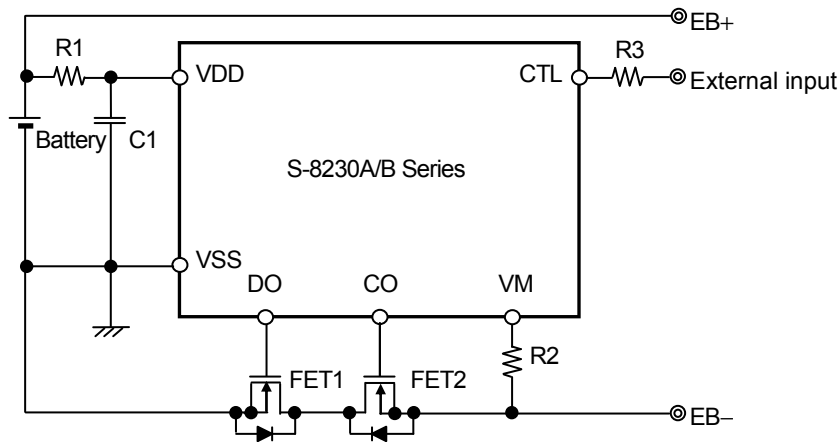 EB+
R1
R3
VDD
CTL
External input
Battery
C1
S-8230A/B Series
VSS
DO
CO
VM
R2
FET1
FET2
EB−